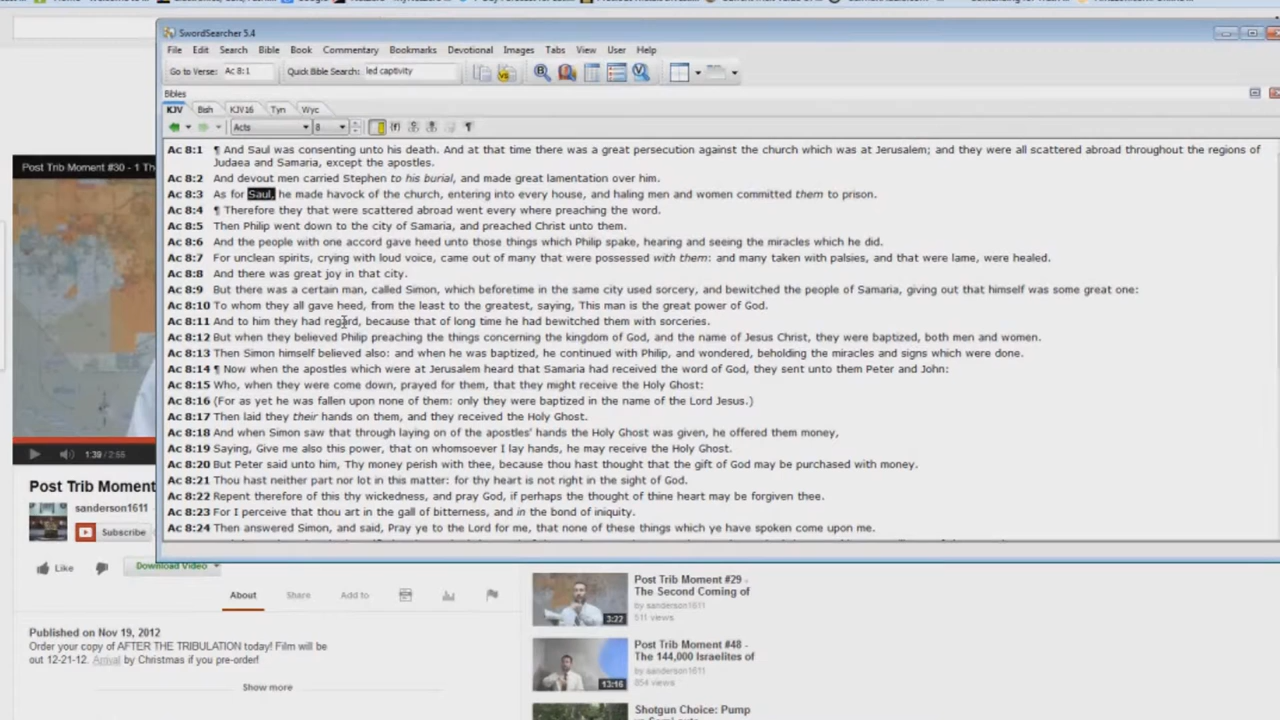 SwordSearcher 5.4
File Edit Search Bible Book Commentary Bookmarks Devotional Images Tabs View User Help
Go to Verse: Ac 8:1 Quick Bible Search: led captivity
Bibles
KJV Bish KJV16 Tyn Wyc
Acts 8
Ac 8:1 ¶ And Saul was consenting unto his death. And at that time there was a great persecution against the church which was at Jerusalem; and they were all scattered abroad throughout the regions of
Judaea and Samaria, except the apostles.
Ac 8:2 And devout men carried Stephen to his burial, and made great lamentation over him.
Ac 8:3 As for Saul, he made havock of the church, entering into every house, and haling men and women committed them to prison.
Ac 8:4 ¶ Therefore they that were scattered abroad went every where preaching the word.
Ac 8:5 Then Philip went down to the city of Samaria, and preached Christ unto them.
Ac 8:6 And the people with one accord gave heed unto those things which Philip spake, hearing and seeing the miracles which he did.
Ac 8:7 For unclean spirits, crying with loud voice, came out of many that were possessed with them: and many taken with palsies, and that were lame, were healed.
Ac 8:8 And there was great joy in that city.
Ac 8:9 But there was a certain man, called Simon, which beforetime in the same city used sorcery, and bewitched the people of Samaria, giving out that himself was some great one:
Ac 8:10 To whom they all gave heed, from the least to the greatest, saying, This man is the great power of God.
Ac 8:11 And to him they had regard, because that of long time he had bewitched them with sorceries.
Ac 8:12 But when they believed Philip preaching the things concerning the kingdom of God, and the name of Jesus Christ, they were baptized, both men and women.
Ac 8:13 Then Simon himself believed also: and when he was baptized, he continued with Philip, and wondered, beholding the miracles and signs which were done.
Ac 8:14 ¶ Now when the apostles which were at Jerusalem heard that Samaria had received the word of God, they sent unto them Peter and John:
Ac 8:15 Who, when they were come down, prayed for them, that they might receive the Holy Ghost:
Ac 8:16 (For as yet he was fallen upon none of them: only they were baptized in the name of the Lord Jesus.)
Ac 8:17 Then laid they their hands on them, and they received the Holy Ghost.
Ac 8:18 And when Simon saw that through laying on of the apostles' hands the Holy Ghost was given, he offered them money,
Ac 8:19 Saying, Give me also this power, that on whomsoever I lay hands, he may receive the Holy Ghost.
Ac 8:20 But Peter said unto him, Thy money perish with thee, because thou hast thought that the gift of God may be purchased with money.
Ac 8:21 Thou hast neither part nor lot in this matter: for thy heart is not right in the sight of God.
Ac 8:22 Repent therefore of this thy wickedness, and pray God, if perhaps the thought of thine heart may be forgiven thee.
Ac 8:23 For I perceive that thou art in the gall of bitterness, and in the bond of iniquity.
Ac 8:24 Then answered Simon, and said, Pray ye to the Lord for me, that none of these things which ye have spoken come upon me.
Post Trib Moment #30 - 1 Th
1:39 / 2:55
Post Trib Moment
sanderson1611
Subscribe
Like Download Video
About Share Add to
Published on Nov 19, 2012
Order your copy of AFTER THE TRIBULATION today! Film will be
out 12-21-12. Arrival by Christmas if you pre-order!
Show more
Post Trib Moment #29 -
The Second Coming of
by sanderson1611
511 views
3:22
Post Trib Moment #48 -
The 144,000 Israelites of
by sanderson1611
854 views
13:16
Shotgun Choice: Pump